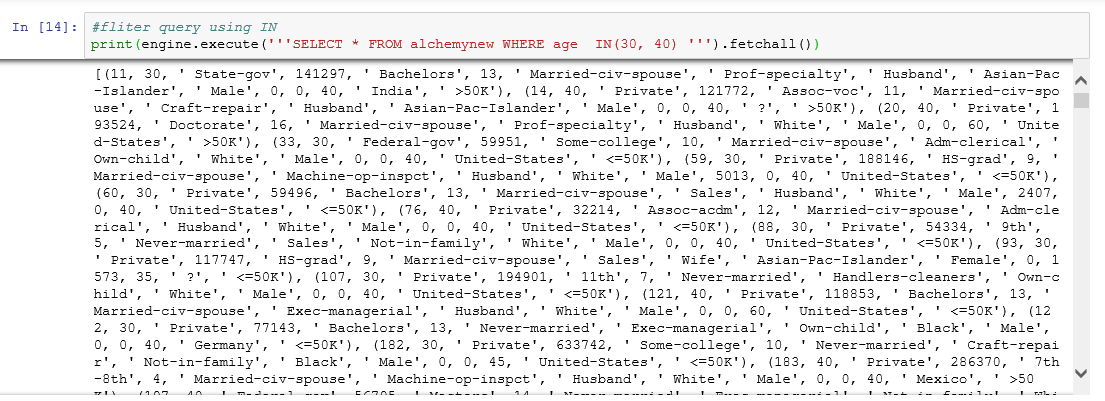 In [14]: #fliter query using IN
print(engine.execute('''SELECT * FROM alchemynew WHERE age  IN(30, 40) ''').fetchall())
[(11, 30, ' State-gov', 141297, ' Bachelors', 13, ' Married-civ-spouse', ' Prof-specialty', ' Husband', ' Asian-Pac
-Islander', ' Male', 0, 0, 40, ' India', ' >50K'), (14, 40, ' Private', 121772, ' Assoc-voc', 11, ' Married-civ-spo
use', ' Craft-repair', ' Husband', ' Asian-Pac-Islander', ' Male', 0, 0, 40, ' ?', ' >50K'), (20, 40, ' Private', 1
93524, ' Doctorate', 16, ' Married-civ-spouse', ' Prof-specialty', ' Husband', ' White', ' Male', 0, 0, 60, ' Unite
d-States', ' >50K'), (33, 30, ' Federal-gov', 59951, ' Some-college', 10, ' Married-civ-spouse', ' Adm-clerical', '
Own-child', ' White', ' Male', 0, 0, 40, ' United-States', ' <=50K'), (59, 30, ' Private', 188146, ' HS-grad', 9, '
Married-civ-spouse', ' Machine-op-inspct', ' Husband', ' White', ' Male', 5013, 0, 40, ' United-States', ' <=50K'),
(60, 30, ' Private', 59496, ' Bachelors', 13, ' Married-civ-spouse', ' Sales', ' Husband', ' White', ' Male', 2407,
0, 40, ' United-States', ' <=50K'), (76, 40, ' Private', 32214, ' Assoc-acdm', 12, ' Married-civ-spouse', ' Adm-cle
rical', ' Husband', ' White', ' Male', 0, 0, 40, ' United-States', ' <=50K'), (88, 30, ' Private', 54334, ' 9th',
5, ' Never-married', ' Sales', ' Not-in-family', ' White', ' Male', 0, 0, 40, ' United-States', ' <=50K'), (93, 30,
' Private', 117747, ' HS-grad', 9, ' Married-civ-spouse', ' Sales', ' Wife', ' Asian-Pac-Islander', ' Female', 0, 1
573, 35, ' ?', ' <=50K'), (107, 30, ' Private', 194901, ' 11th', 7, ' Never-married', ' Handlers-cleaners', ' Own-c
hild', ' White', ' Male', 0, 0, 40, ' United-States', ' <=50K'), (121, 40, ' Private', 118853, ' Bachelors', 13, '
Married-civ-spouse', ' Exec-managerial', ' Husband', ' White', ' Male', 0, 0, 60, ' United-States', ' <=50K'), (12
2, 30, ' Private', 77143, ' Bachelors', 13, ' Never-married', ' Exec-managerial', ' Own-child', ' Black', ' Male',
0, 0, 40, ' Germany', ' <=50K'), (182, 30, ' Private', 633742, ' Some-college', 10, ' Never-married', ' Craft-repai
r', ' Not-in-family', ' Black', ' Male', 0, 0, 45, ' United-States', ' <=50K'), (183, 40, ' Private', 286370, ' 7th
-8th', 4, ' Married-civ-spouse', ' Machine-op-inspct', ' Husband', ' White', ' Male', 0, 0, 40, ' Mexico', ' >50